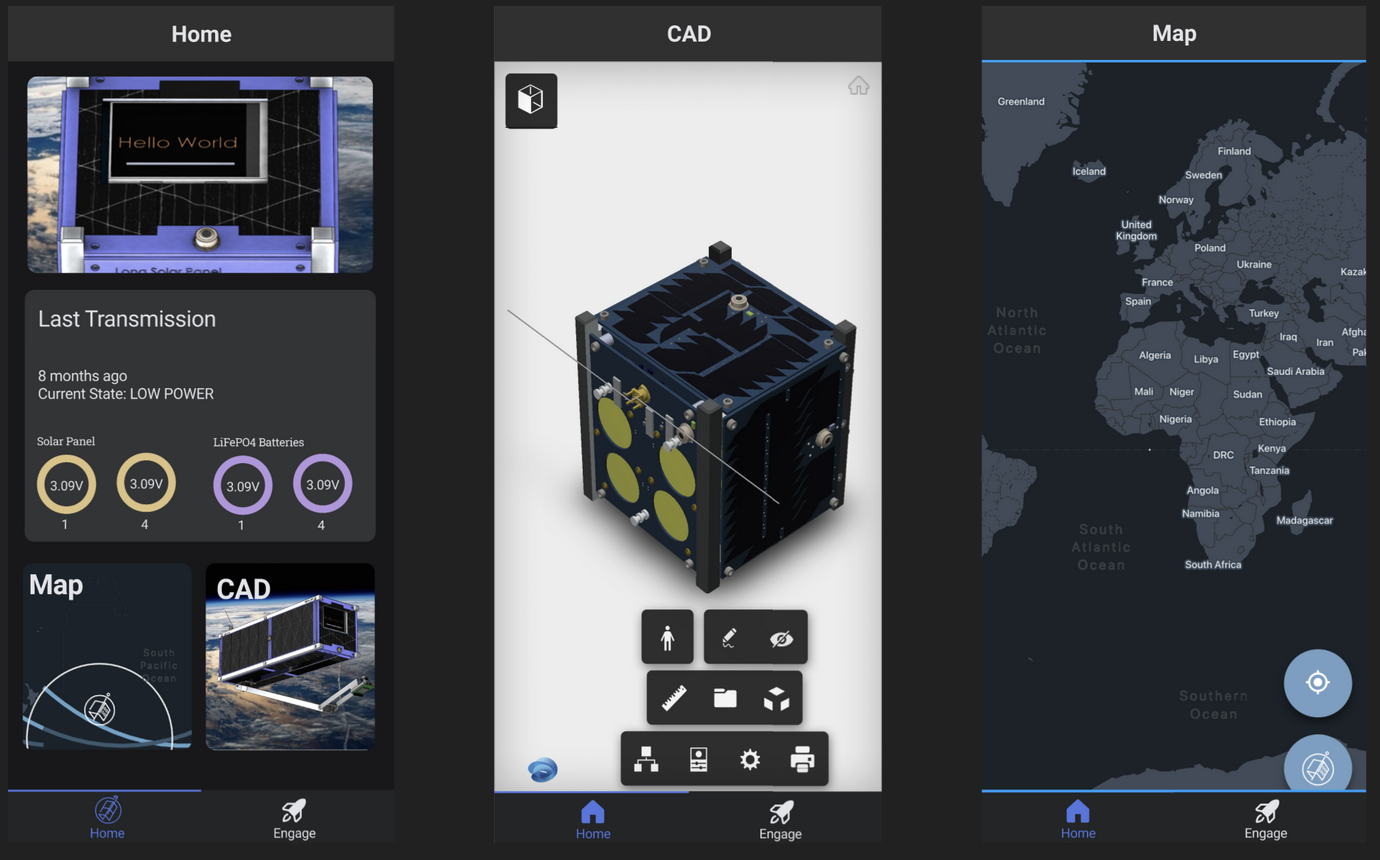 Home
Hello World
Long Solar Panel
Last Transmission
8 months ago
Current State: LOW POWER
Solar Panel
LiFePO4 Batteries
3.09V
3.09V
3.09V
3.09V
1
4
1
4
Map
South
Pacific
Ocean
CAD
Home
Engage
CAD
Home
Engage
Map
Greenland
Iceland
Finland
Sweden
Norway
United
Kingdom
Poland
Ukraine
France
Kazak
Spain
Turkey
North
Atlantic
Ocean
Iraq
Iran
Afgha
Pak
Algeria
Libya
Egypt
Saudi Arabia
Mali
Niger
Sudan
Nigeria
Ethiopia
DRC
Kenya
Tanzania
Angola
Namibia
Madagascar
South
Atlantic
Ocean
South Africa
Southern
Ocean
Home
Engage